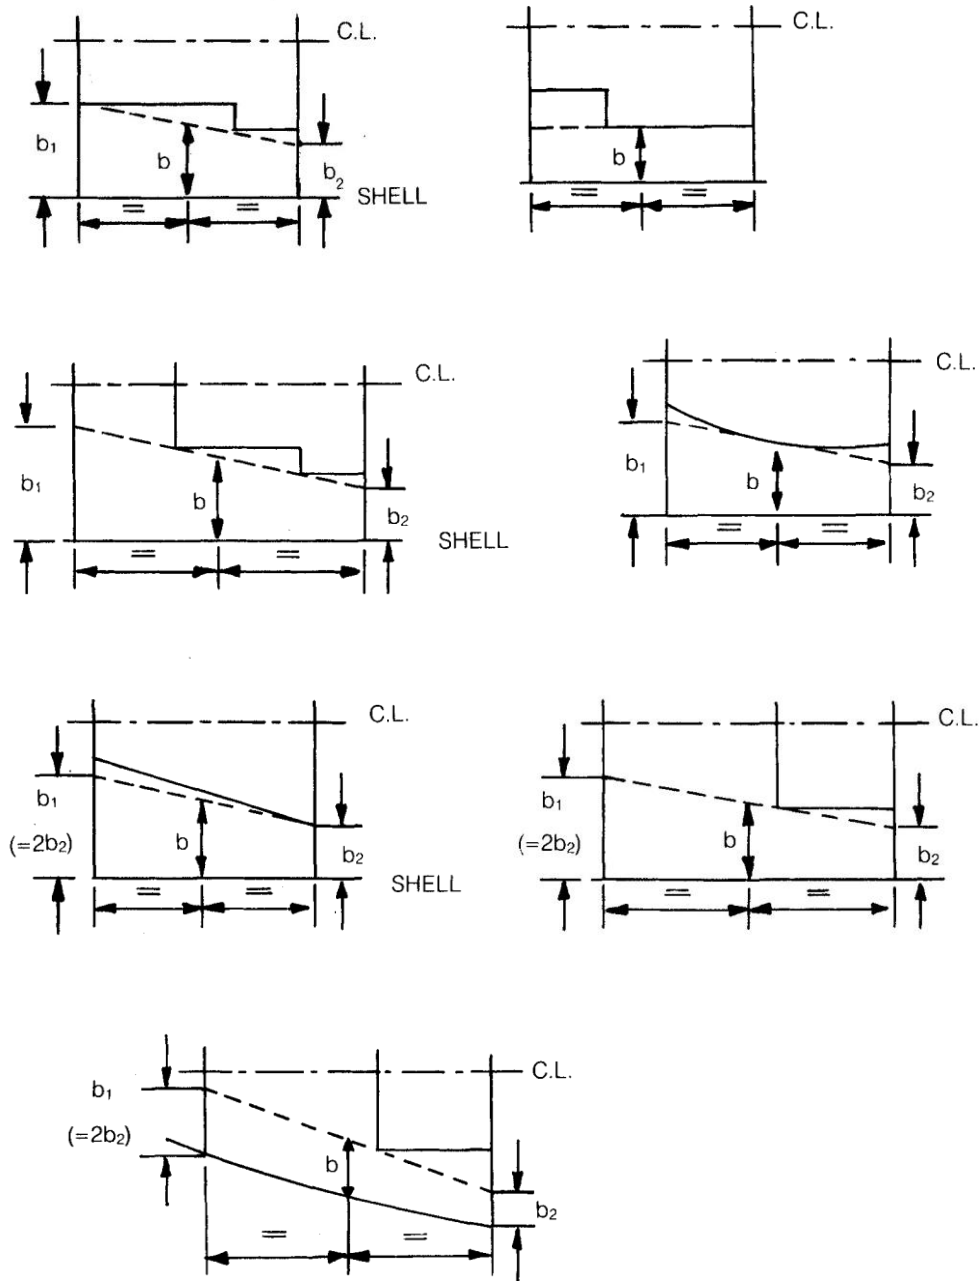 C.L.
b₁
b
b₂
SHELL
=
=
C.L.
b
=
=
C.L.
b₁
b
b₂
SHELL
=
=
C.L.
b₁
b
b₂
=
=
C.L.
b₁
(=2b₂)
b
b₂
SHELL
=
=
C.L.
b₁
(=2b₂)
b
b₂
=
=
C.L.
b₁
(=2b₂)
b
b₂
=
=